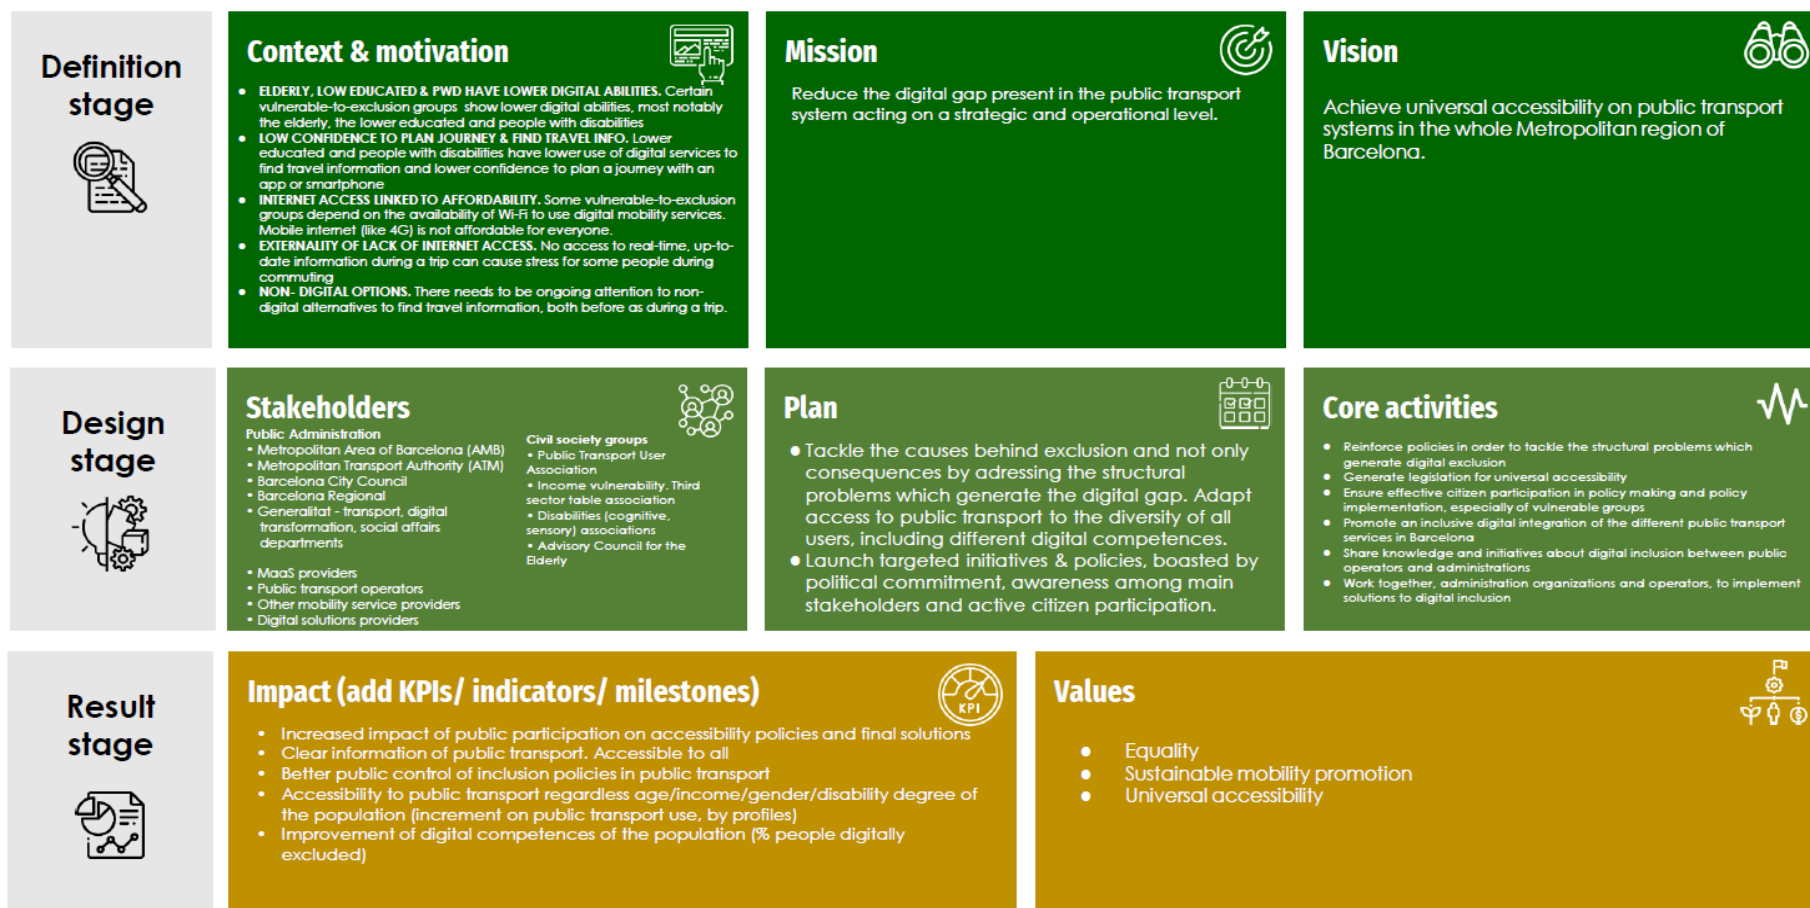 Definition
stage
Context & motivation
● ELDERLY, LOW EDUCATED & PWD HAVE LOWER DIGITAL ABILITIES. Certain
vulnerable-to-exclusion groups show lower digital abilities, most notably
the elderly, the lower educated and people with disabilities
● LOW CONFIDENCE TO PLAN JOURNEY & FIND TRAVEL INFO. Lower
educated and people with disabilities have lower use of digital services to
find travel information and lower confidence to plan a journey with an
app or smartphone
● INTERNET ACCESS LINKED TO AFFORDABILITY. Some vulnerable-to-exclusion
groups depend on the availability of Wi-Fi to use digital mobility services.
Mobile internet (like 4G) is not affordable for everyone.
● EXTERNALITY OF LACK OF INTERNET ACCESS. No access to real-time, up-to-
date information during a trip can cause stress for some people during
commuting
● NON- DIGITAL OPTIONS. There needs to be ongoing attention to non-
digital alternatives to find travel information, both before as during a trip.
Mission
Reduce the digital gap present in the public transport
system acting on a strategic and operational level.
Vision
Achieve universal accessibility on public transport
systems in the whole Metropolitan region of
Barcelona.
Design
stage
Stakeholders
Public Administration
• Metropolitan Area of Barcelona (AMB)
• Metropolitan Transport Authority (ATM)
• Barcelona City Council
• Barcelona Regional
• Generalitat - transport, digital
transformation, social affairs
departments
• MaaS providers
• Public transport operators
• Other mobility service providers
• Digital solutions providers
Civil society groups
• Public Transport User
Association
• Income vulnerability. Third
sector table association
• Disabilities (cognitive,
sensory) associations
• Advisory Council for the
Elderly
Plan
● Tackle the causes behind exclusion and not only
consequences by adressing the structural
problems which generate the digital gap. Adapt
access to public transport to the diversity of all
users, including different digital competences.
● Launch targeted initiatives & policies, boasted by
political commitment, awareness among main
stakeholders and active citizen participation.
Core activities
● Reinforce policies in order to tackle the structural problems which
generate digital exclusion
● Generate legislation for universal accessibility
● Ensure effective citizen participation in policy making and policy
implementation, especially of vulnerable groups
● Promote an inclusive digital integration of the different public transport
services in Barcelona
● Share knowledge and initiatives about digital inclusion between public
operators and administrations
● Work together, administration organizations and operators, to implement
solutions to digital inclusion
Result
stage
Impact (add KPIs/ indicators/ milestones)
KPI
• Increased impact of public participation on accessibility policies and final solutions
• Clear information of public transport. Accessible to all
• Better public control of inclusion policies in public transport
• Accessibility to public transport regardless age/income/gender/disability degree of
the population (increment on public transport use, by profiles)
• Improvement of digital competences of the population (% people digitally
excluded)
Values
● Equality
● Sustainable mobility promotion
● Universal accessibility